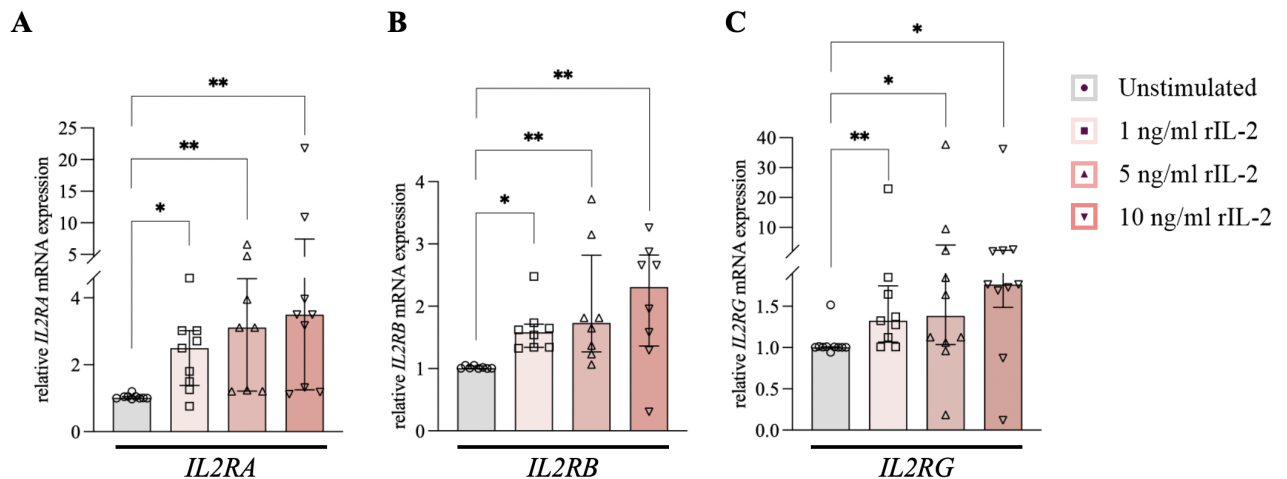 A
B
C
**
**
*
25
20
15
10
5
4
2
0
relative IL2RA mRNA expression
IL2RA
**
**
*
4
3
2
1
0
relative IL2RB mRNA expression
IL2RB
*
*
**
40
30
20
10
1.5
1.0
0.5
0.0
relative IL2RG mRNA expression
IL2RG
Unstimulated
1 ng/ml rIL-2
5 ng/ml rIL-2
10 ng/ml rIL-2